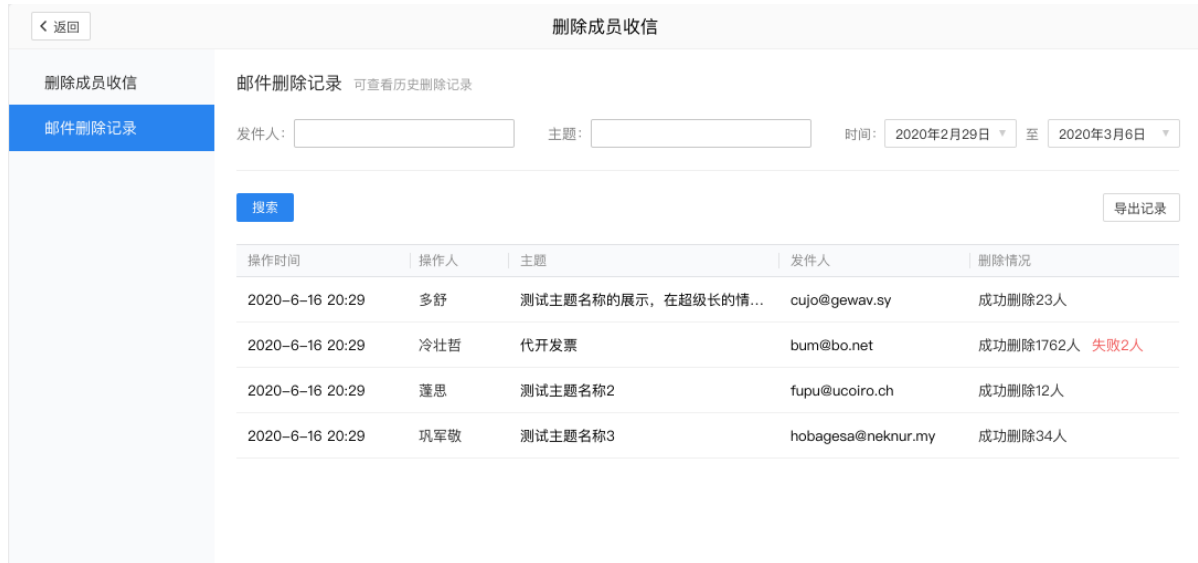 返回
删除成员收信
删除成员收信
邮件删除记录
邮件删除记录 可查看历史删除记录
发件人: 主题: 时间: 2020年2月29日 至 2020年3月6日
搜索 导出记录
操作时间 操作人 主题 发件人 删除情况
2020-6-16 20:29 多舒 测试主题名称的展示，在超级长的情... cujo@gewav.sy 成功删除23人
2020-6-16 20:29 冷壮哲 代开发票 bum@bo.net 成功删除1762人 失败2人
2020-6-16 20:29 蓬思 测试主题名称2 fupu@ucoiro.ch 成功删除12人
2020-6-16 20:29 巩军敬 测试主题名称3 hobagesa@neknur.my 成功删除34人